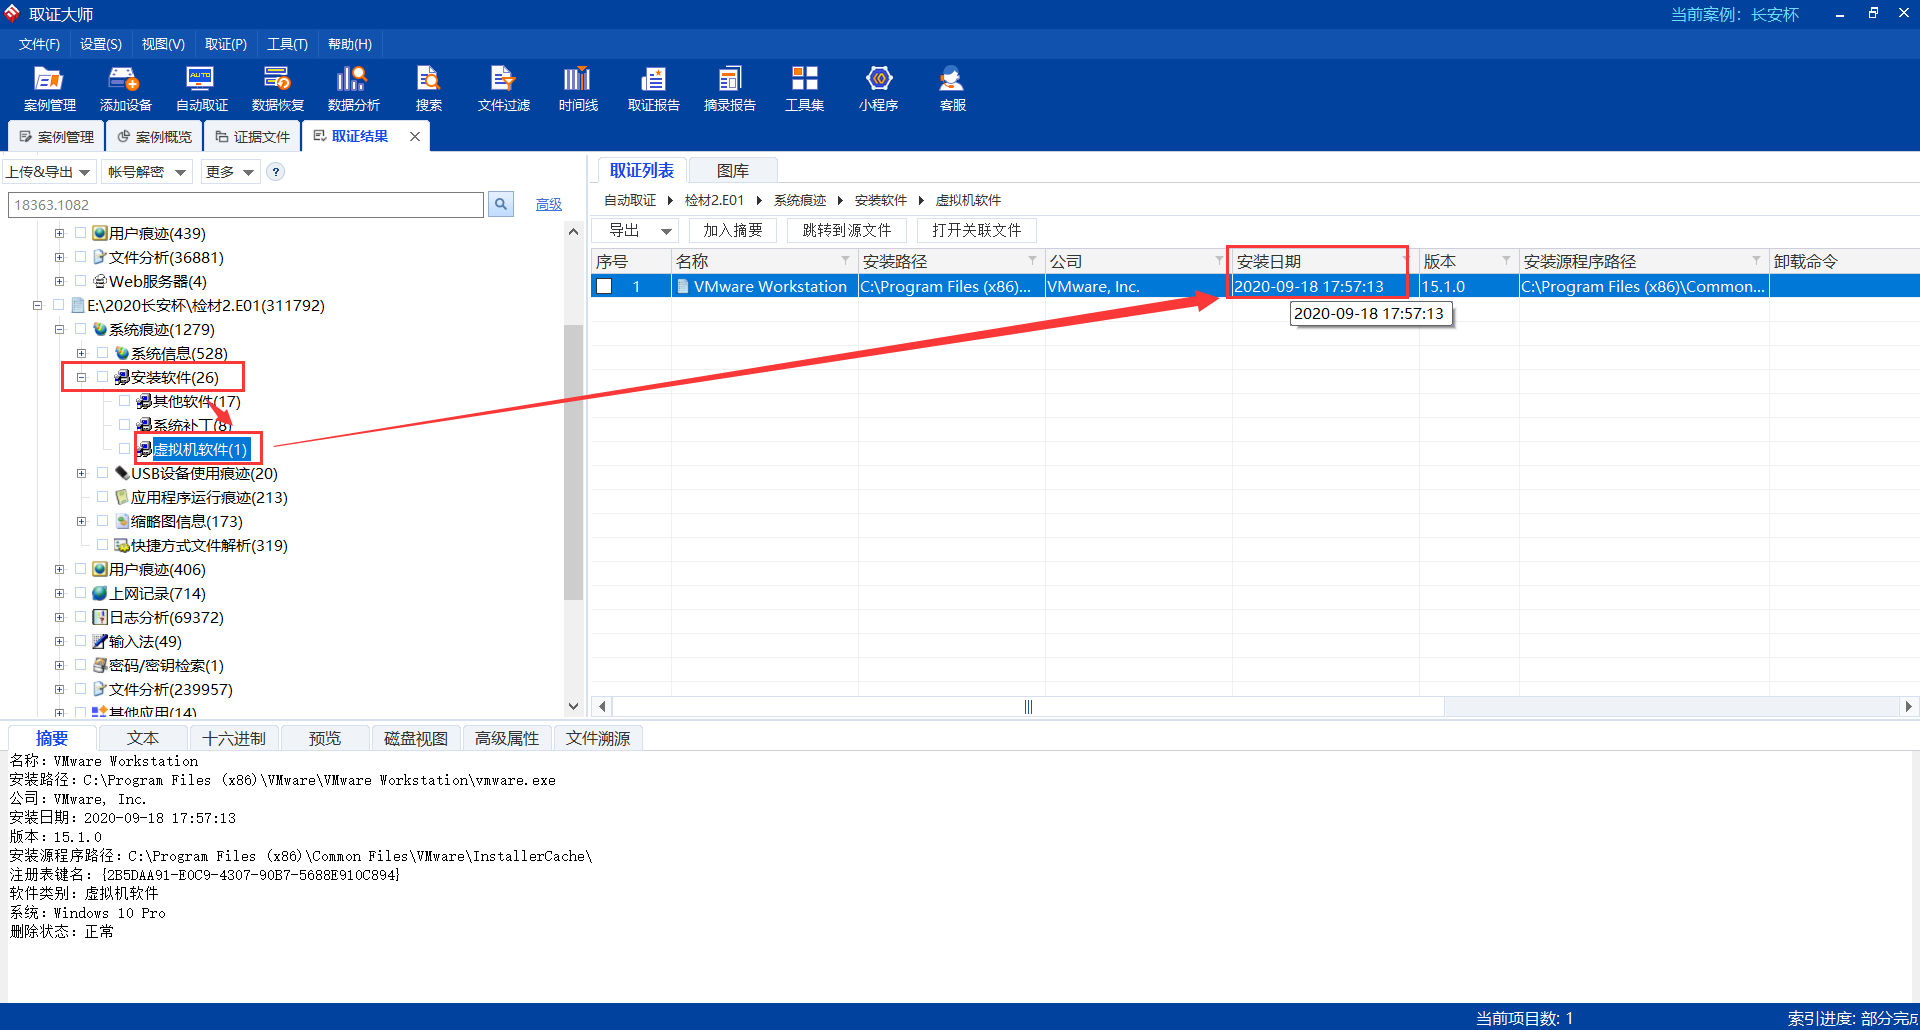 取证大师
当前案例：长安杯
文件(F) 设置(S) 视图(V) 取证(P) 工具(T) 帮助(H)
案例管理 添加设备 自动取证 数据恢复 数据分析 搜索 文件过滤 时间线 取证报告 摘录报告 工具集 小程序 客服
AUTO
案例管理 案例概览 证据文件 取证结果
上传&导出 帐号解密 更多 ?
18363.1082 高级
用户痕迹(439)
文件分析(36881)
Web服务器(4)
E:\2020长安杯\检材2.E01(311792)
系统痕迹(1279)
系统信息(528)
安装软件(26)
其他软件(17)
系统补丁(8)
虚拟机软件(1)
USB设备使用痕迹(20)
应用程序运行痕迹(213)
缩略图信息(173)
快捷方式文件解析(319)
用户痕迹(406)
上网记录(714)
日志分析(69372)
输入法(49)
密码/密钥检索(1)
文件分析(239957)
其他应用(14)
取证列表 图库
自动取证 检材2.E01 系统痕迹 安装软件 虚拟机软件
导出 加入摘要 跳转到源文件 打开关联文件
序号 名称 安装路径 公司 安装日期 版本 安装源程序路径 卸载命令
1 VMware Workstation C:\Program Files (x86)... VMware, Inc. 2020-09-18 17:57:13 15.1.0 C:\Program Files (x86)\Common...
2020-09-18 17:57:13
摘要 文本 十六进制 预览 磁盘视图 高级属性 文件溯源
名称：VMware Workstation
安装路径：C:\Program Files (x86)\VMware\VMware Workstation\vmware.exe
公司：VMware, Inc.
安装日期：2020-09-18 17:57:13
版本：15.1.0
安装源程序路径：C:\Program Files (x86)\Common Files\VMware\InstallerCache\
注册表键名：{2B5DAA91-E0C9-4307-90B7-5688E910C894}
软件类别：虚拟机软件
系统：Windows 10 Pro
删除状态：正常
当前项目数: 1 索引进度: 部分完成